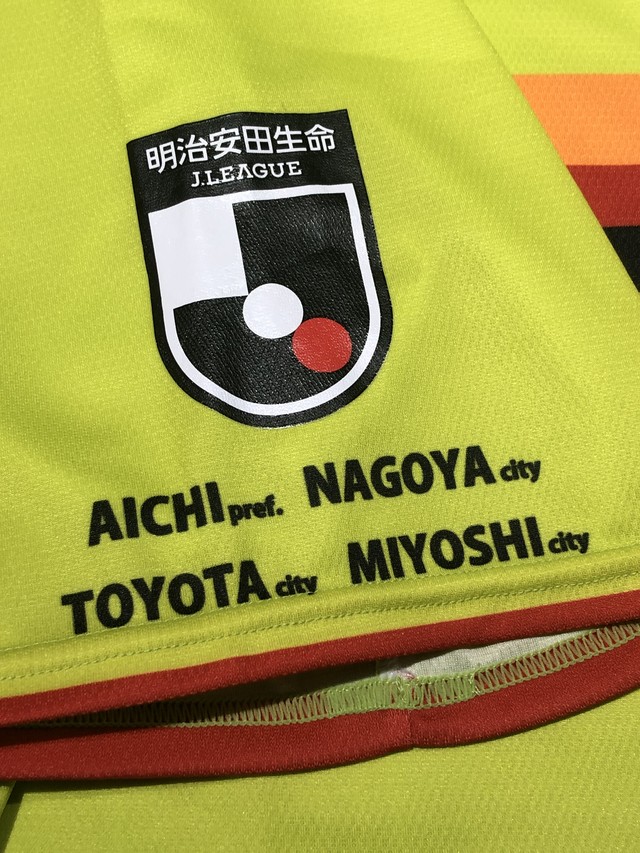 明治安田生命
J.LEAGUE
AICHI pref. NAGOYA city
TOYOTA city MIYOSHI city